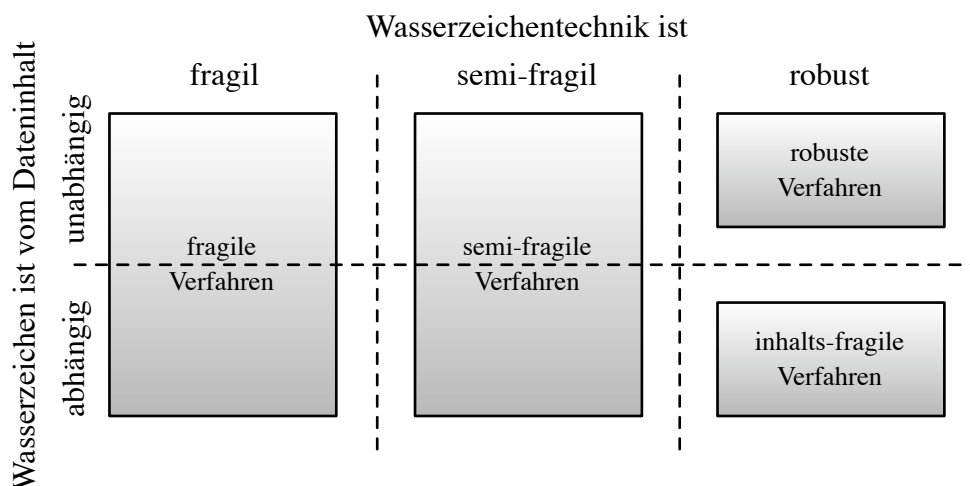 Wasserzeichentechnik ist
fragil
semi-fragil
robust
Wasserzeichen ist vom Dateninhalt
unabhängig
abhängig
fragile
Verfahren
semi-fragile
Verfahren
robuste
Verfahren
inhalts-fragile
Verfahren